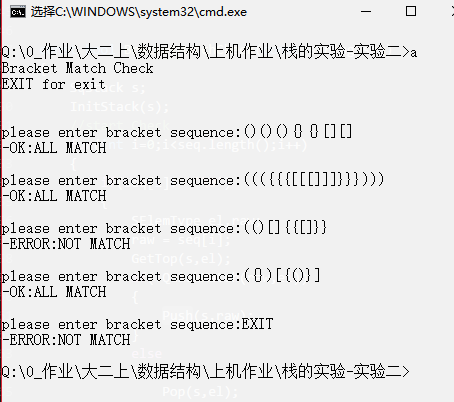 选择C:\WINDOWS\system32\cmd.exe
Q:\0_作业\大二上\数据结构\上机作业\栈的实验-实验二>a
Bracket Match Check
EXIT for exit
please enter bracket sequence:()()(){}{}[][]
-OK:ALL MATCH
please enter bracket sequence:((({{{[[[]]]}}})))
-OK:ALL MATCH
please enter bracket sequence:(()[]{{[]}}
-ERROR:NOT MATCH
please enter bracket sequence:({})[{()}]
-OK:ALL MATCH
please enter bracket sequence:EXIT
-ERROR:NOT MATCH
Q:\0_作业\大二上\数据结构\上机作业\栈的实验-实验二>